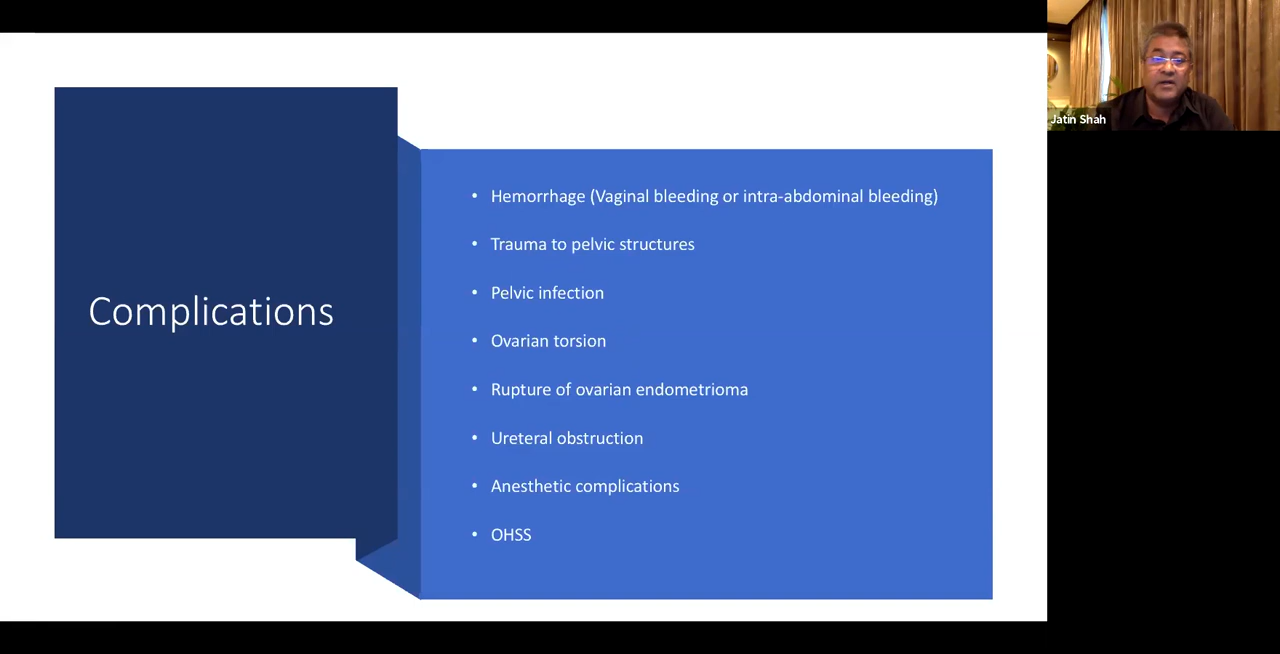 Jatin Shah
Complications
• Hemorrhage (Vaginal bleeding or intra-abdominal bleeding)
• Trauma to pelvic structures
• Pelvic infection
• Ovarian torsion
• Rupture of ovarian endometrioma
• Ureteral obstruction
• Anesthetic complications
• OHSS